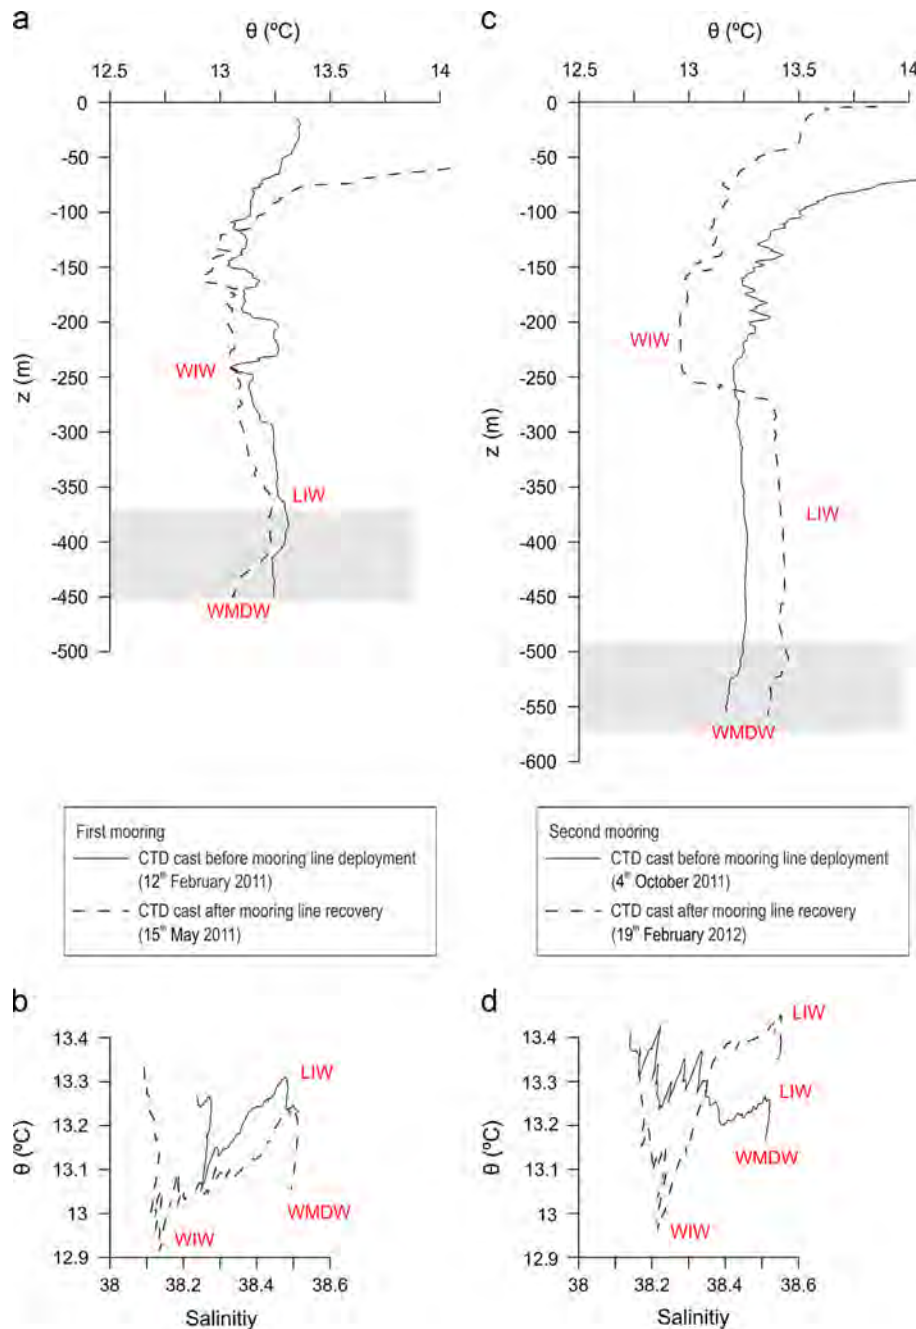 a
θ (ºC)
12.5 13 13.5 14
0
-50
-100
-150
-200
-250
-300
-350
-400
-450
-500
z (m)
WIW
LIW
WMDW
c
θ (ºC)
12.5 13 13.5 14
0
-50
-100
-150
-200
-250
-300
-350
-400
-450
-500
-550
-600
z (m)
WIW
LIW
WMDW
First mooring
CTD cast before mooring line deployment
(12th February 2011)
CTD cast after mooring line recovery
(15th May 2011)
Second mooring
CTD cast before mooring line deployment
(4th October 2011)
CTD cast after mooring line recovery
(19th February 2012)
b
θ (ºC)
13.4
13.3
13.2
13.1
13
12.9
LIW
WMDW
WIW
38 38.2 38.4 38.6
Salinitiy
d
θ (ºC)
13.4
13.3
13.2
13.1
13
12.9
LIW
LIW
WMDW
WIW
38 38.2 38.4 38.6
Salinitiy